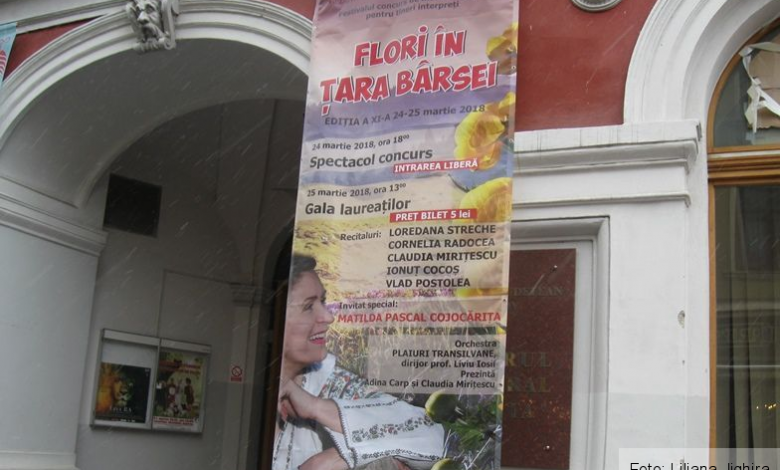 Festivalul concurs
pentru tineri interpreți
FLORI ÎN
ȚARA BÂRSEI
EDIȚIA A XI-A 24-25 martie 2018
24 martie 2018, ora 18⁰⁰
Spectacol concurs
INTRAREA LIBERĂ
25 martie 2018, ora 13⁰⁰
Gala laureaților
PREȚ BILET 5 lei
Recitaluri: LOREDANA STRECHE
CORNELIA RADOCEA
CLAUDIA MIRIȚESCU
IONUȚ COCOȘ
VLAD POSTOLEA
Invitat special:
MATILDA PASCAL COJOCĂRIȚA
Orchestra
PLAIURI TRANSILVANE,
dirijor prof. Liviu Iosii
Prezintă
Adina Carp și Claudia Mirițescu
Foto: Liliana Jighira